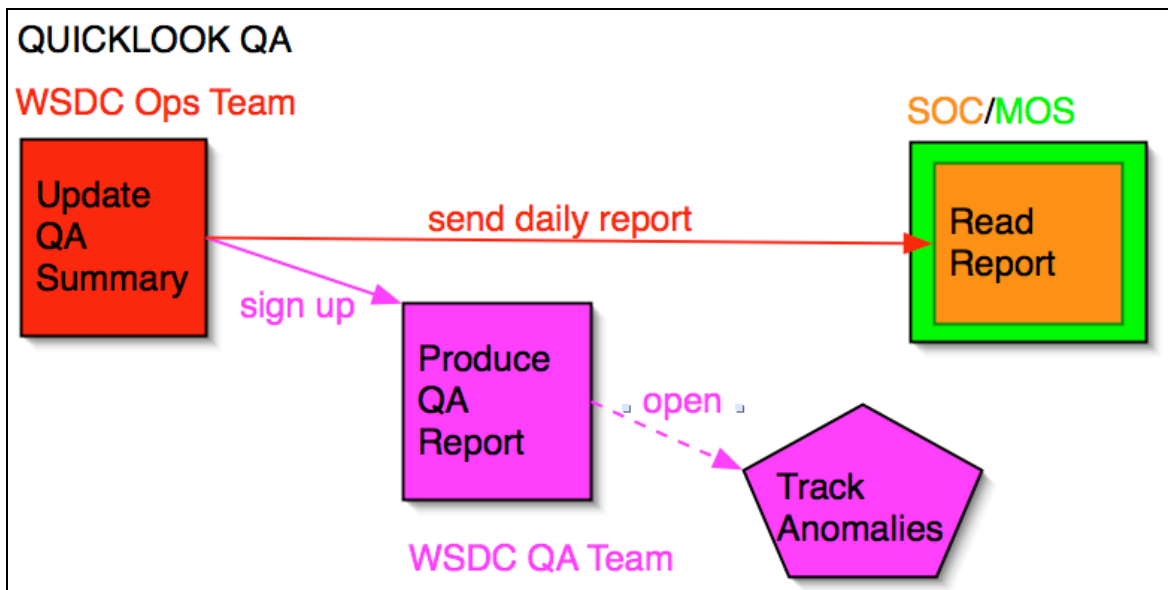 QUICKLOOK QA
WSDC Ops Team
SOC/MOS
Update
QA
Summary
send daily report
Read
Report
sign up
Produce
QA
Report
open
Track
Anomalies
WSDC QA Team